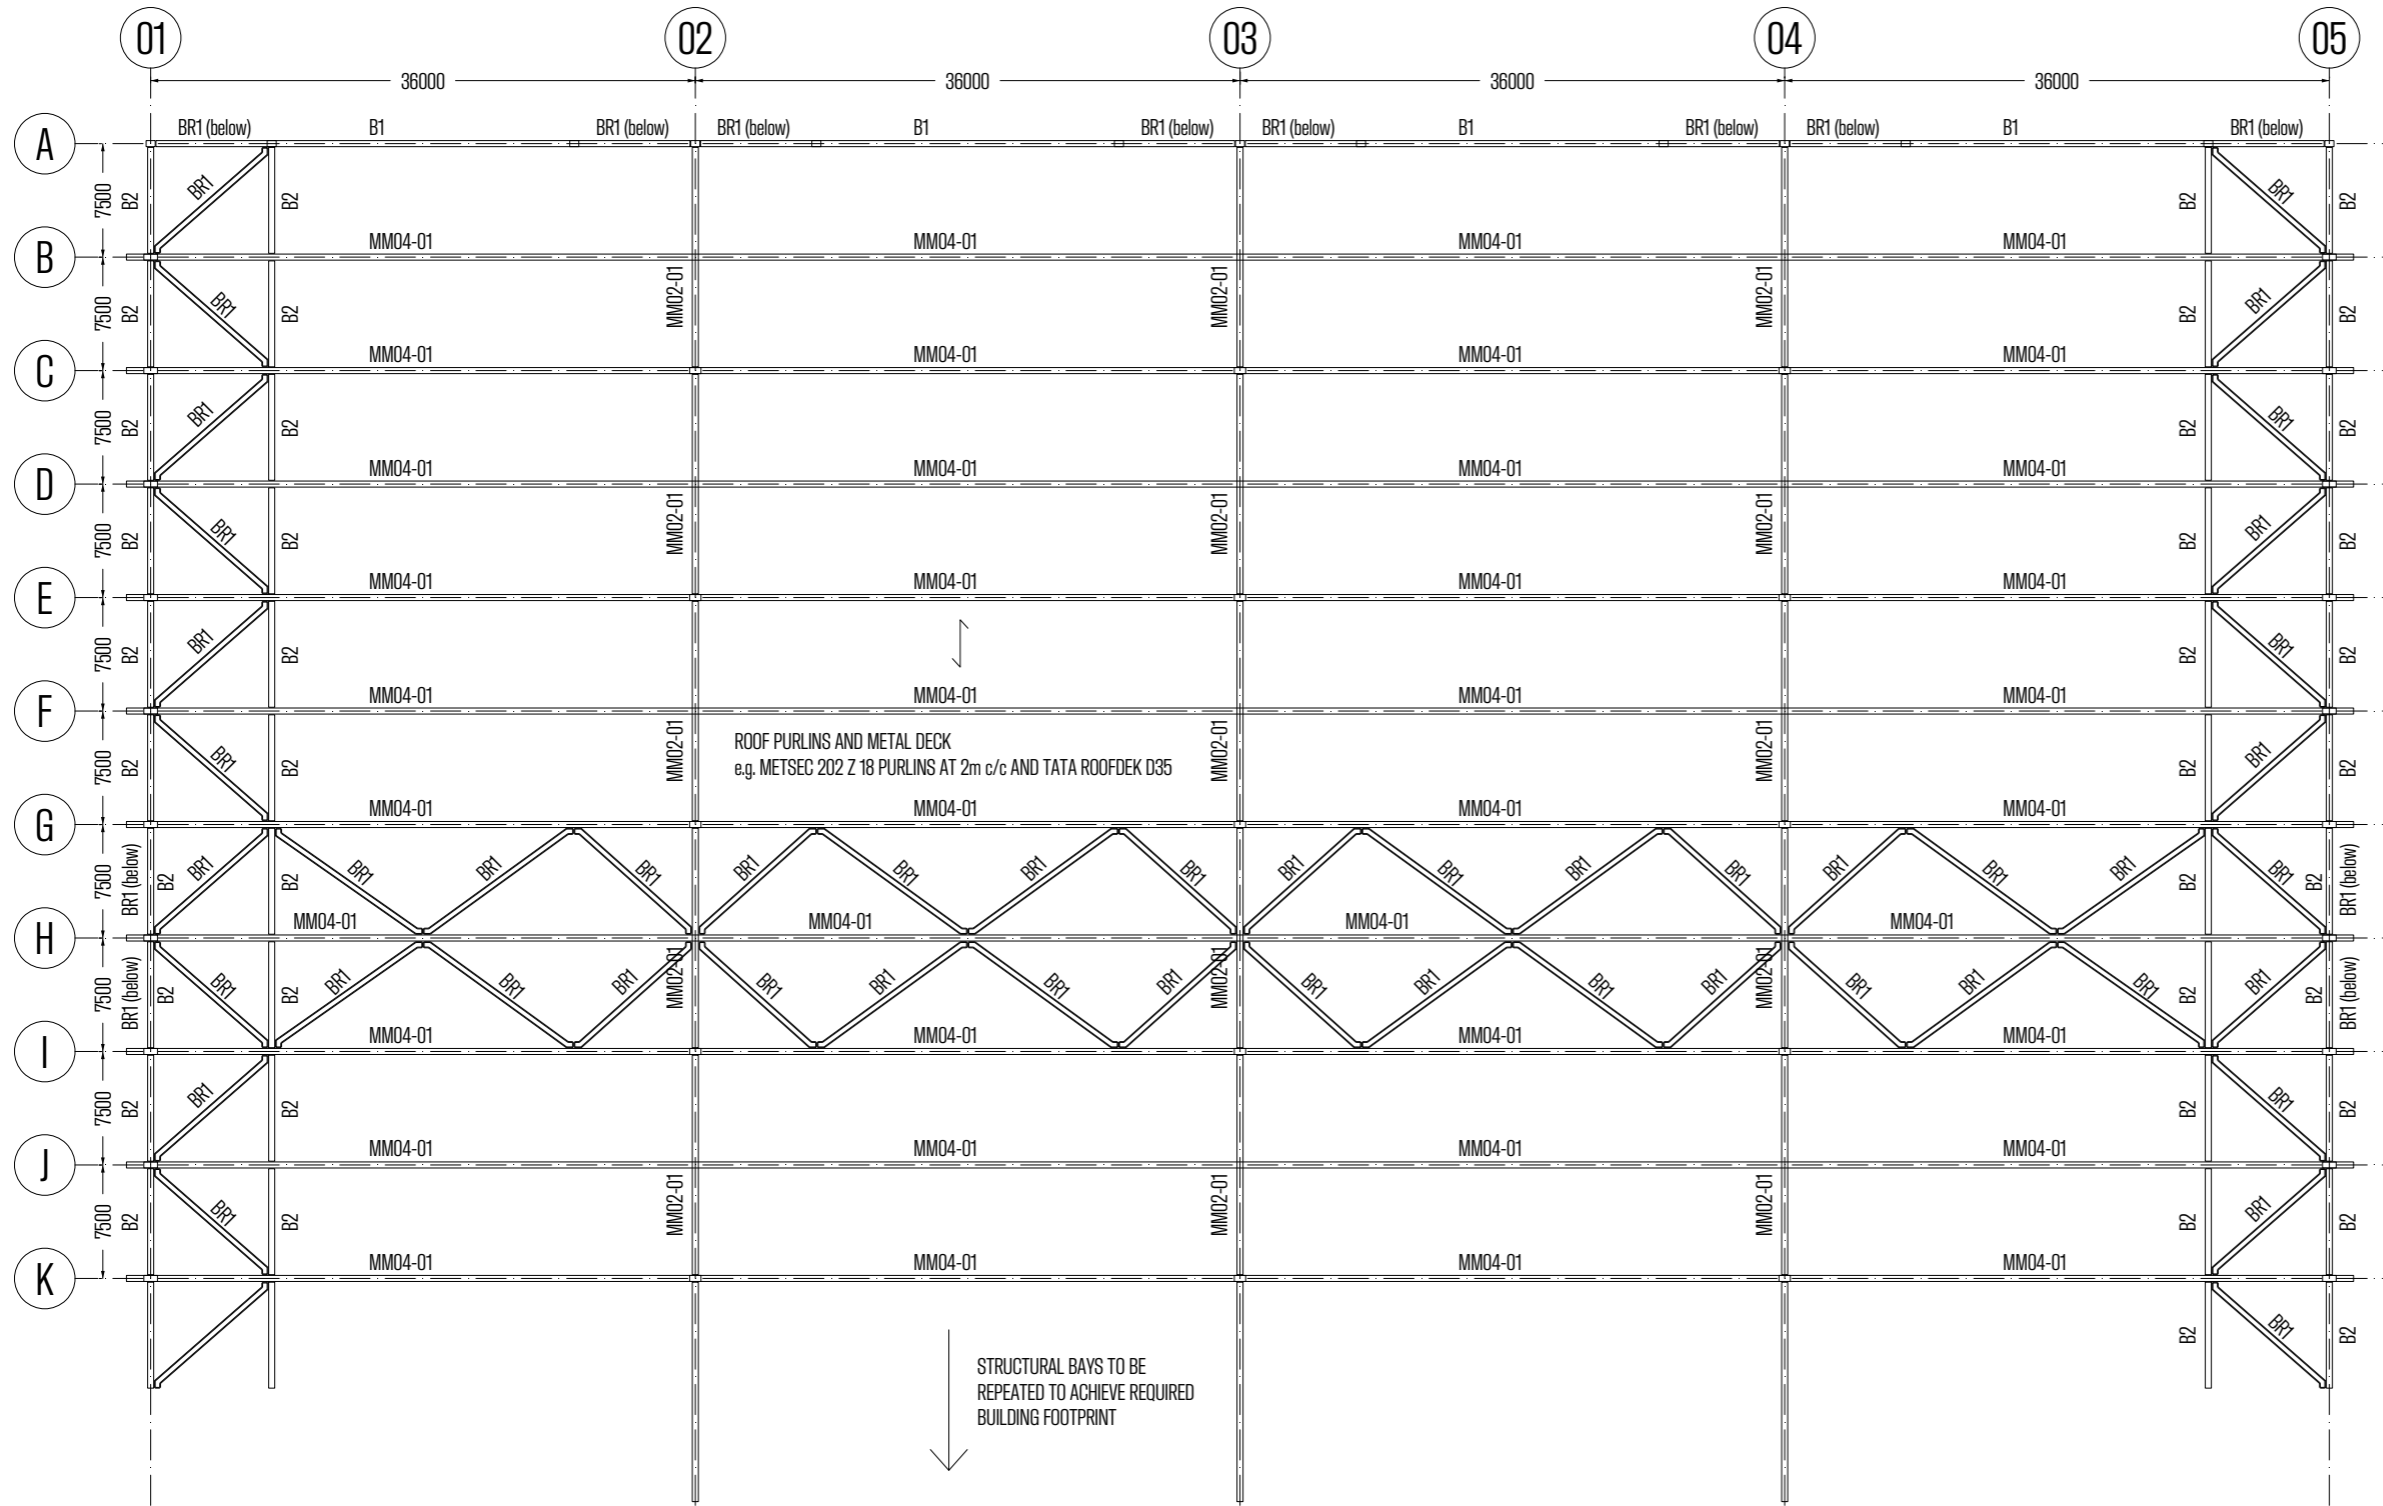 01 02 03 04 05
36000 36000 36000 36000
BR1 (below) B1 BR1 (below) BR1 (below) B1 BR1 (below) BR1 (below) B1 BR1 (below) BR1 (below) B1 BR1 (below)
A
7500 B2 BR1 B2 B2 BR1 B2
MM04-01 MM04-01 MM04-01 MM04-01
B
7500 B2 BR1 B2 MM02-01 MM02-01 MM02-01 B2 BR1 B2
MM04-01 MM04-01 MM04-01 MM04-01
C
7500 B2 BR1 B2 B2 BR1 B2
MM04-01 MM04-01 MM04-01 MM04-01
D
7500 B2 BR1 B2 MM02-01 MM02-01 MM02-01 B2 BR1 B2
MM04-01 MM04-01 MM04-01 MM04-01
E
7500 B2 BR1 B2 B2 BR1 B2
MM04-01 MM04-01 MM04-01 MM04-01
F
7500 B2 BR1 B2 MM02-01 MM02-01 MM02-01 B2 BR1 B2
ROOF PURLINS AND METAL DECK
e.g. METSEC 202 Z 18 PURLINS AT 2m c/c AND TATA ROOFDEK D35
MM04-01 MM04-01 MM04-01 MM04-01
G
7500 BR1 (below) B2 BR1 B2 BR1 BR1 BR1 BR1 BR1 BR1 BR1 BR1 BR1 BR1 BR1 BR1 BR1 BR1 B2 BR1 B2 BR1 (below)
MM04-01 MM04-01 MM04-01 MM04-01
H
7500 BR1 (below) B2 BR1 B2 BR1 BR1 BR1 MM02-01 BR1 BR1 BR1 BR1 MM02-01 BR1 BR1 BR1 BR1 MM02-01 BR1 BR1 BR1 B2 BR1 B2 BR1 (below)
MM04-01 MM04-01 MM04-01 MM04-01
I
7500 B2 BR1 B2 B2 BR1 B2
MM04-01 MM04-01 MM04-01 MM04-01
J
7500 B2 BR1 B2 MM02-01 MM02-01 MM02-01 B2 BR1 B2
MM04-01 MM04-01 MM04-01 MM04-01
K
B2 BR1 B2
STRUCTURAL BAYS TO BE
REPEATED TO ACHIEVE REQUIRED
BUILDING FOOTPRINT